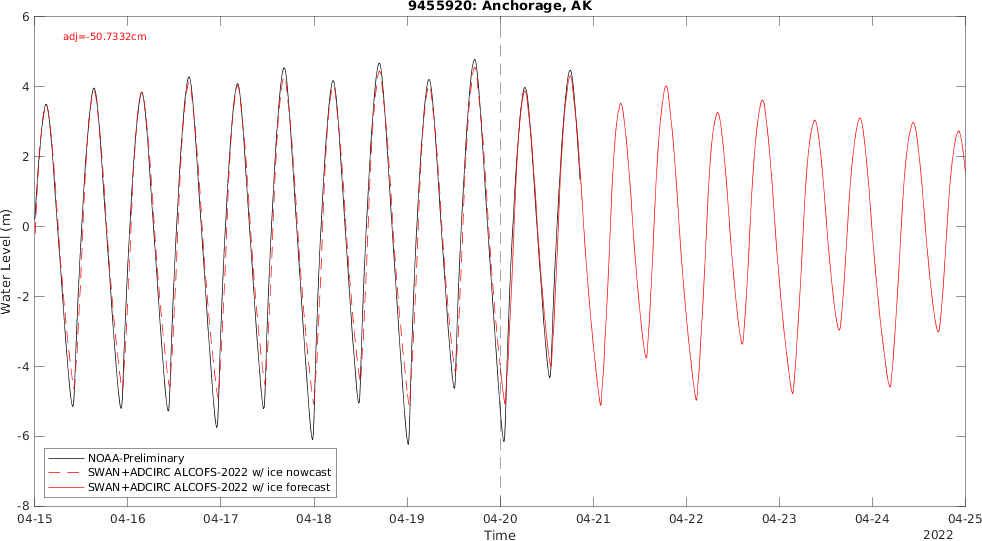 9455920: Anchorage, AK
adj=-50.7332cm
6
4
2
0
-2
-4
-6
-8
Water Level (m)
NOAA-Preliminary
SWAN+ADCIRC ALCOFS-2022 w/ ice nowcast
SWAN+ADCIRC ALCOFS-2022 w/ ice forecast
04-15 04-16 04-17 04-18 04-19 04-20 04-21 04-22 04-23 04-24 04-25
Time
2022